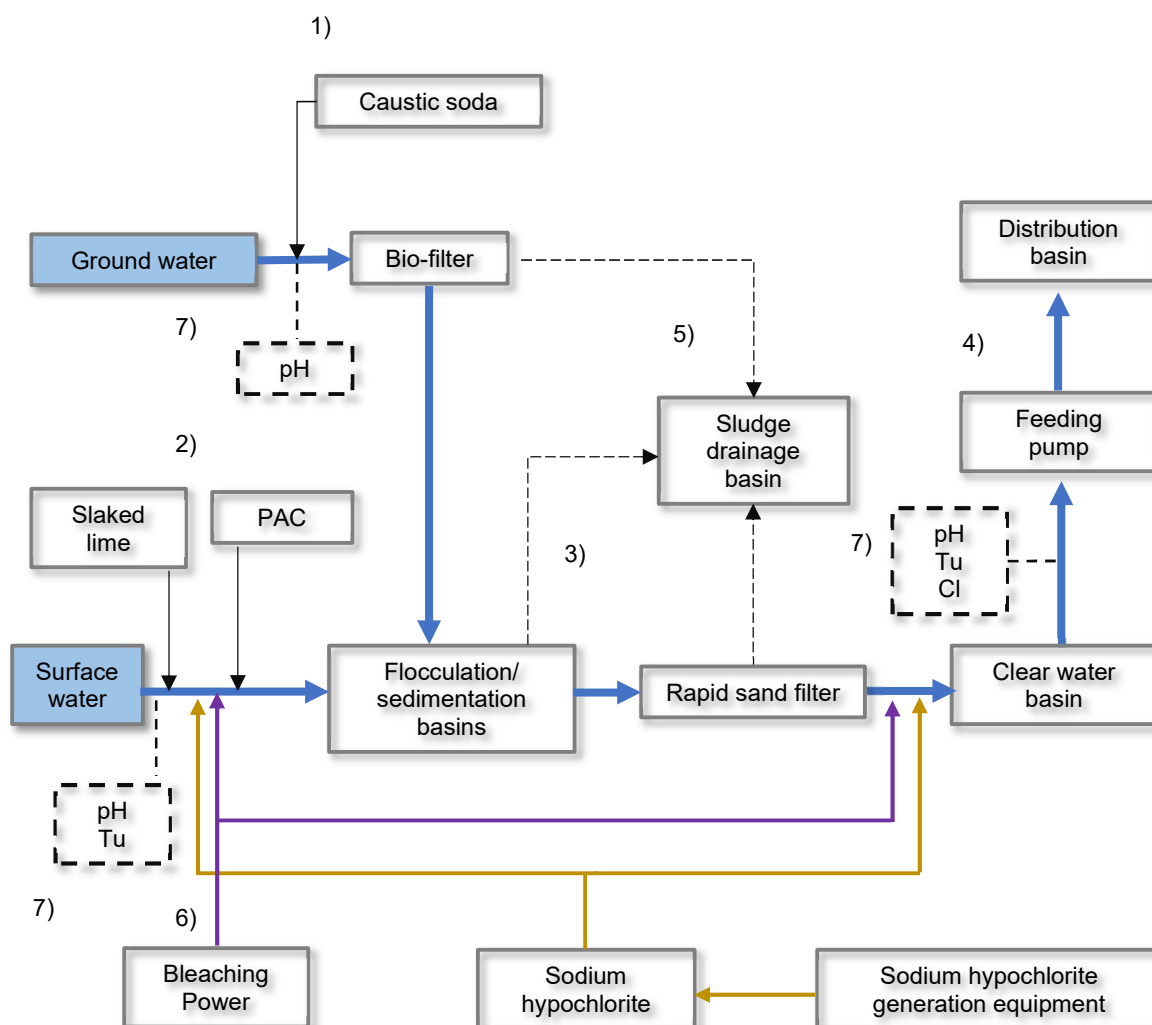 1)
Caustic soda
Ground water
Bio-filter
Distribution
basin
7)
pH
5)
4)
Sludge
drainage
basin
Feeding
pump
2)
Slaked
lime
PAC
3)
7)
pH
Tu
Cl
Surface
water
Flocculation/
sedimentation
basins
Rapid sand filter
Clear water
basin
pH
Tu
7)
6)
Bleaching
Power
Sodium
hypochlorite
Sodium hypochlorite
generation equipment